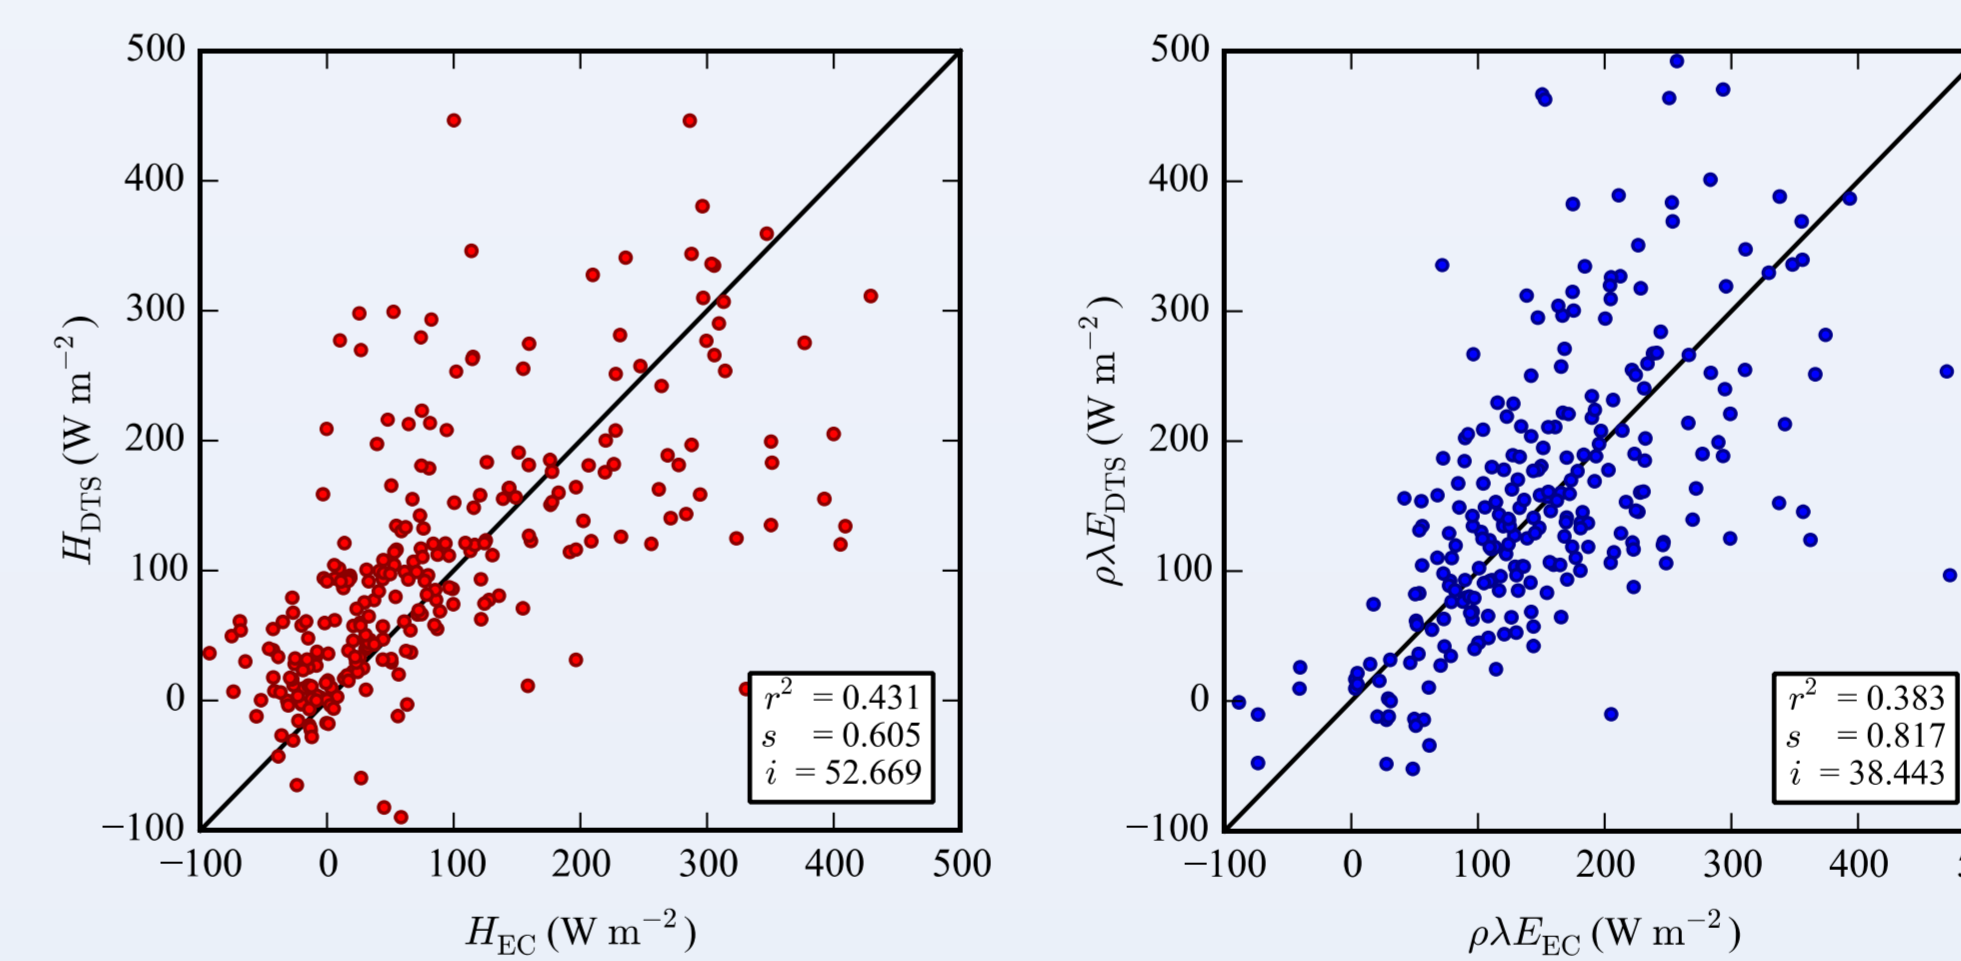 500
400
300
200
100
0
−100
−100 0 100 200 300 400 500
H_DTS (W m⁻²)
H_EC (W m⁻²)
r² = 0.431
s = 0.605
i = 52.669
500
400
300
200
100
0
−100
−100 0 100 200 300 400
ρλE_DTS (W m⁻²)
ρλE_EC (W m⁻²)
r² = 0.383
s = 0.817
i = 38.443